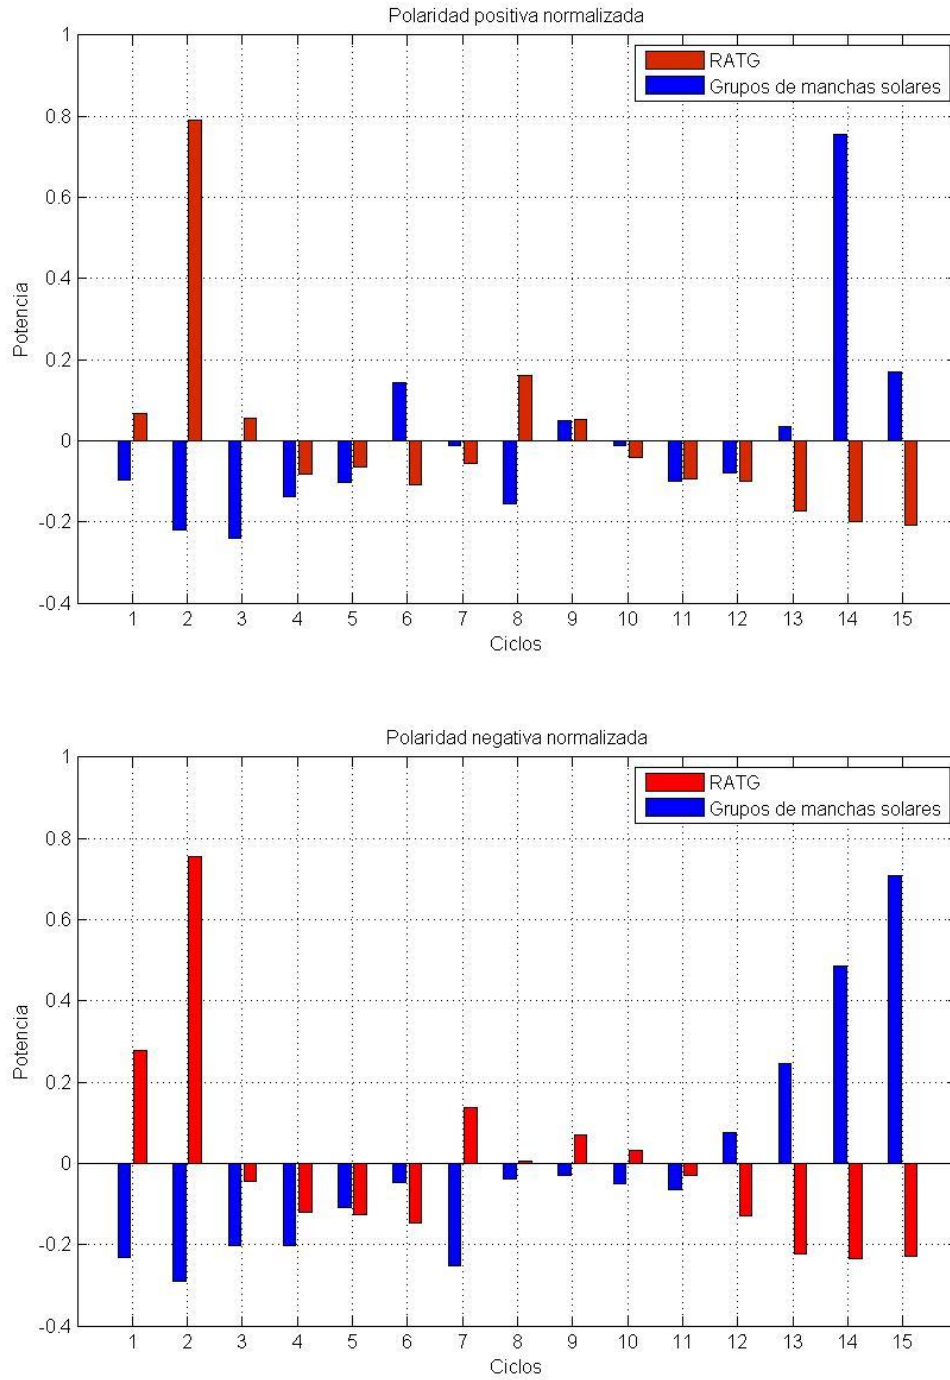 Polaridad positiva normalizada
1
RATG
Grupos de manchas solares
0.8
0.6
0.4
Potencia
0.2
0
-0.2
-0.4
1 2 3 4 5 6 7 8 9 10 11 12 13 14 15
Ciclos
Polaridad negativa normalizada
1
RATG
Grupos de manchas solares
0.8
0.6
0.4
Potencia
0.2
0
-0.2
-0.4
1 2 3 4 5 6 7 8 9 10 11 12 13 14 15
Ciclos